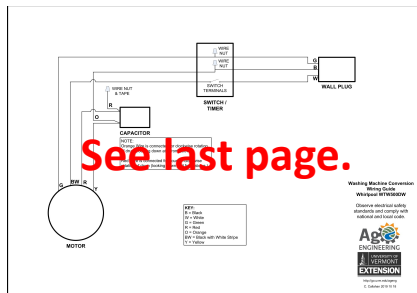 WIRE
NUT
WIRE
NUT
G
B
W
WALL PLUG
SWITCH
TERMINALS
SWITCH /
TIMER
WIRE NUT
& TAPE
R
O
CAPACITOR
NOTE:
See last page.
G
BW
R
Y
MOTOR
KEY:
B = Black
W = White
G = Green
R = Red
O = Orange
BW = Black with White Stripe
Y = Yellow
Washing Machine Conversion
Wiring Guide
Whirlpool WTW500DW
Observe electrical safety
standards and comply with
national and local code.
Ag
ENGINEERING
UNIVERSITY
OF VERMONT
EXTENSION